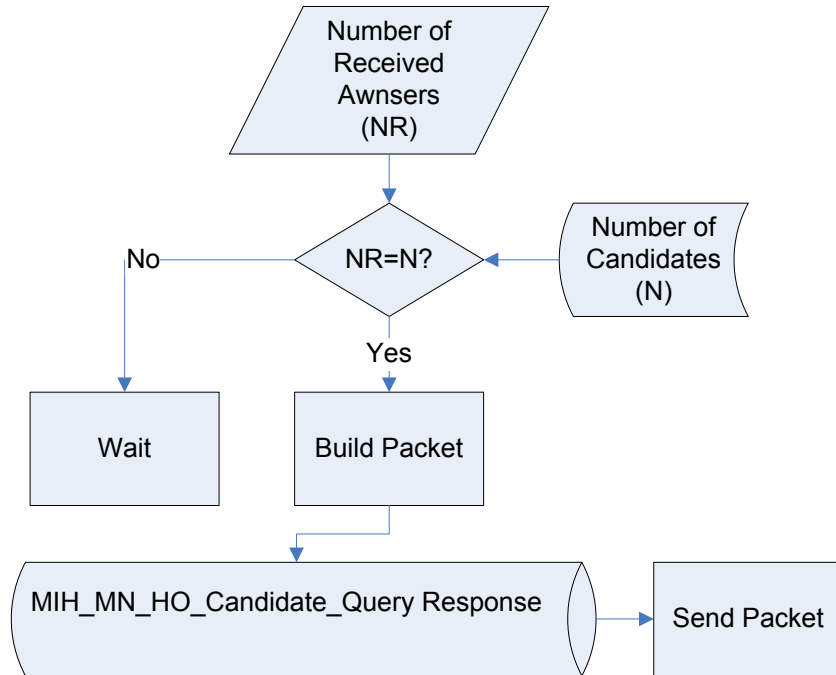 Number of
Received
Awnsers
(NR)
Number of
Candidates
(N)
NR=N?
No
Yes
Wait
Build Packet
MIH_MN_HO_Candidate_Query Response
Send Packet